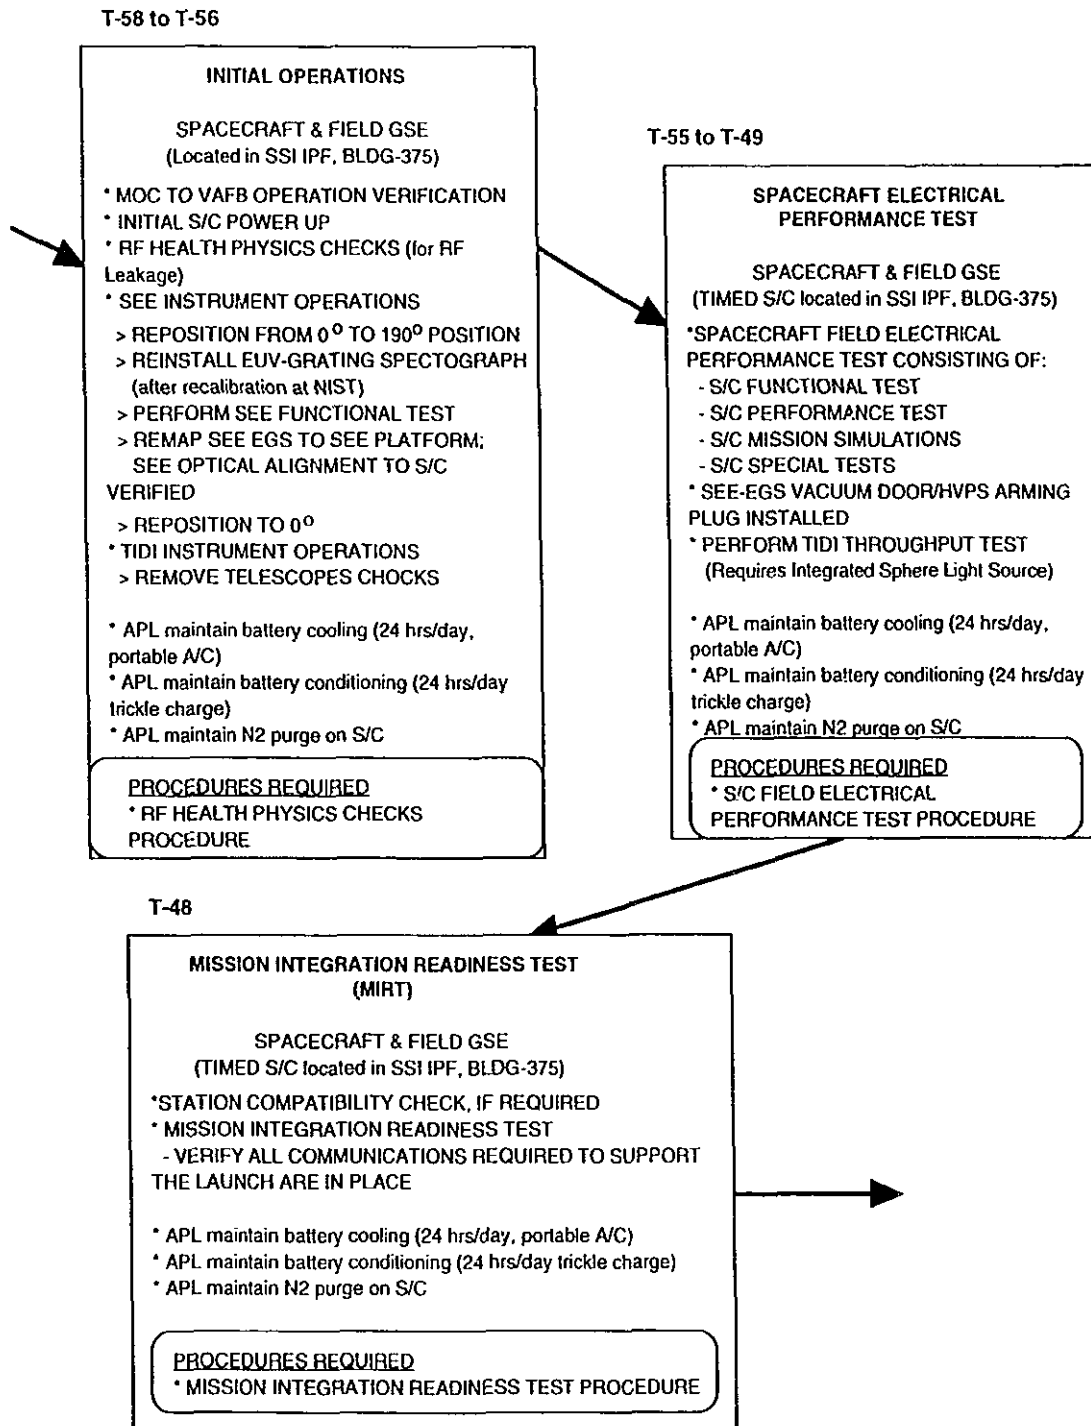 T-58 to T-56
INITIAL OPERATIONS
SPACECRAFT & FIELD GSE
(Located in SSI IPF, BLDG-375)
* MOC TO VAFB OPERATION VERIFICATION
* INITIAL S/C POWER UP
* RF HEALTH PHYSICS CHECKS (for RF
Leakage)
* SEE INSTRUMENT OPERATIONS
> REPOSITION FROM 0⁰ TO 190⁰ POSITION
> REINSTALL EUV-GRATING SPECTOGRAPH
(after recalibration at NIST)
> PERFORM SEE FUNCTIONAL TEST
> REMAP SEE EGS TO SEE PLATFORM;
SEE OPTICAL ALIGNMENT TO S/C
VERIFIED
> REPOSITION TO 0⁰
* TIDI INSTRUMENT OPERATIONS
> REMOVE TELESCOPES CHOCKS
* APL maintain battery cooling (24 hrs/day,
portable A/C)
* APL maintain battery conditioning (24 hrs/day
trickle charge)
* APL maintain N2 purge on S/C
PROCEDURES REQUIRED
* RF HEALTH PHYSICS CHECKS
PROCEDURE
T-55 to T-49
SPACECRAFT ELECTRICAL
PERFORMANCE TEST
SPACECRAFT & FIELD GSE
(TIMED S/C located in SSI IPF, BLDG-375)
*SPACECRAFT FIELD ELECTRICAL
PERFORMANCE TEST CONSISTING OF:
- S/C FUNCTIONAL TEST
- S/C PERFORMANCE TEST
- S/C MISSION SIMULATIONS
- S/C SPECIAL TESTS
* SEE-EGS VACUUM DOOR/HVPS ARMING
PLUG INSTALLED
* PERFORM TIDI THROUGHPUT TEST
(Requires Integrated Sphere Light Source)
* APL maintain battery cooling (24 hrs/day,
portable A/C)
* APL maintain battery conditioning (24 hrs/day
trickle charge)
* APL maintain N2 purge on S/C
PROCEDURES REQUIRED
* S/C FIELD ELECTRICAL
PERFORMANCE TEST PROCEDURE
T-48
MISSION INTEGRATION READINESS TEST
(MIRT)
SPACECRAFT & FIELD GSE
(TIMED S/C located in SSI IPF, BLDG-375)
*STATION COMPATIBILITY CHECK, IF REQUIRED
* MISSION INTEGRATION READINESS TEST
- VERIFY ALL COMMUNICATIONS REQUIRED TO SUPPORT
THE LAUNCH ARE IN PLACE
* APL maintain battery cooling (24 hrs/day, portable A/C)
* APL maintain battery conditioning (24 hrs/day trickle charge)
* APL maintain N2 purge on S/C
PROCEDURES REQUIRED
* MISSION INTEGRATION READINESS TEST PROCEDURE